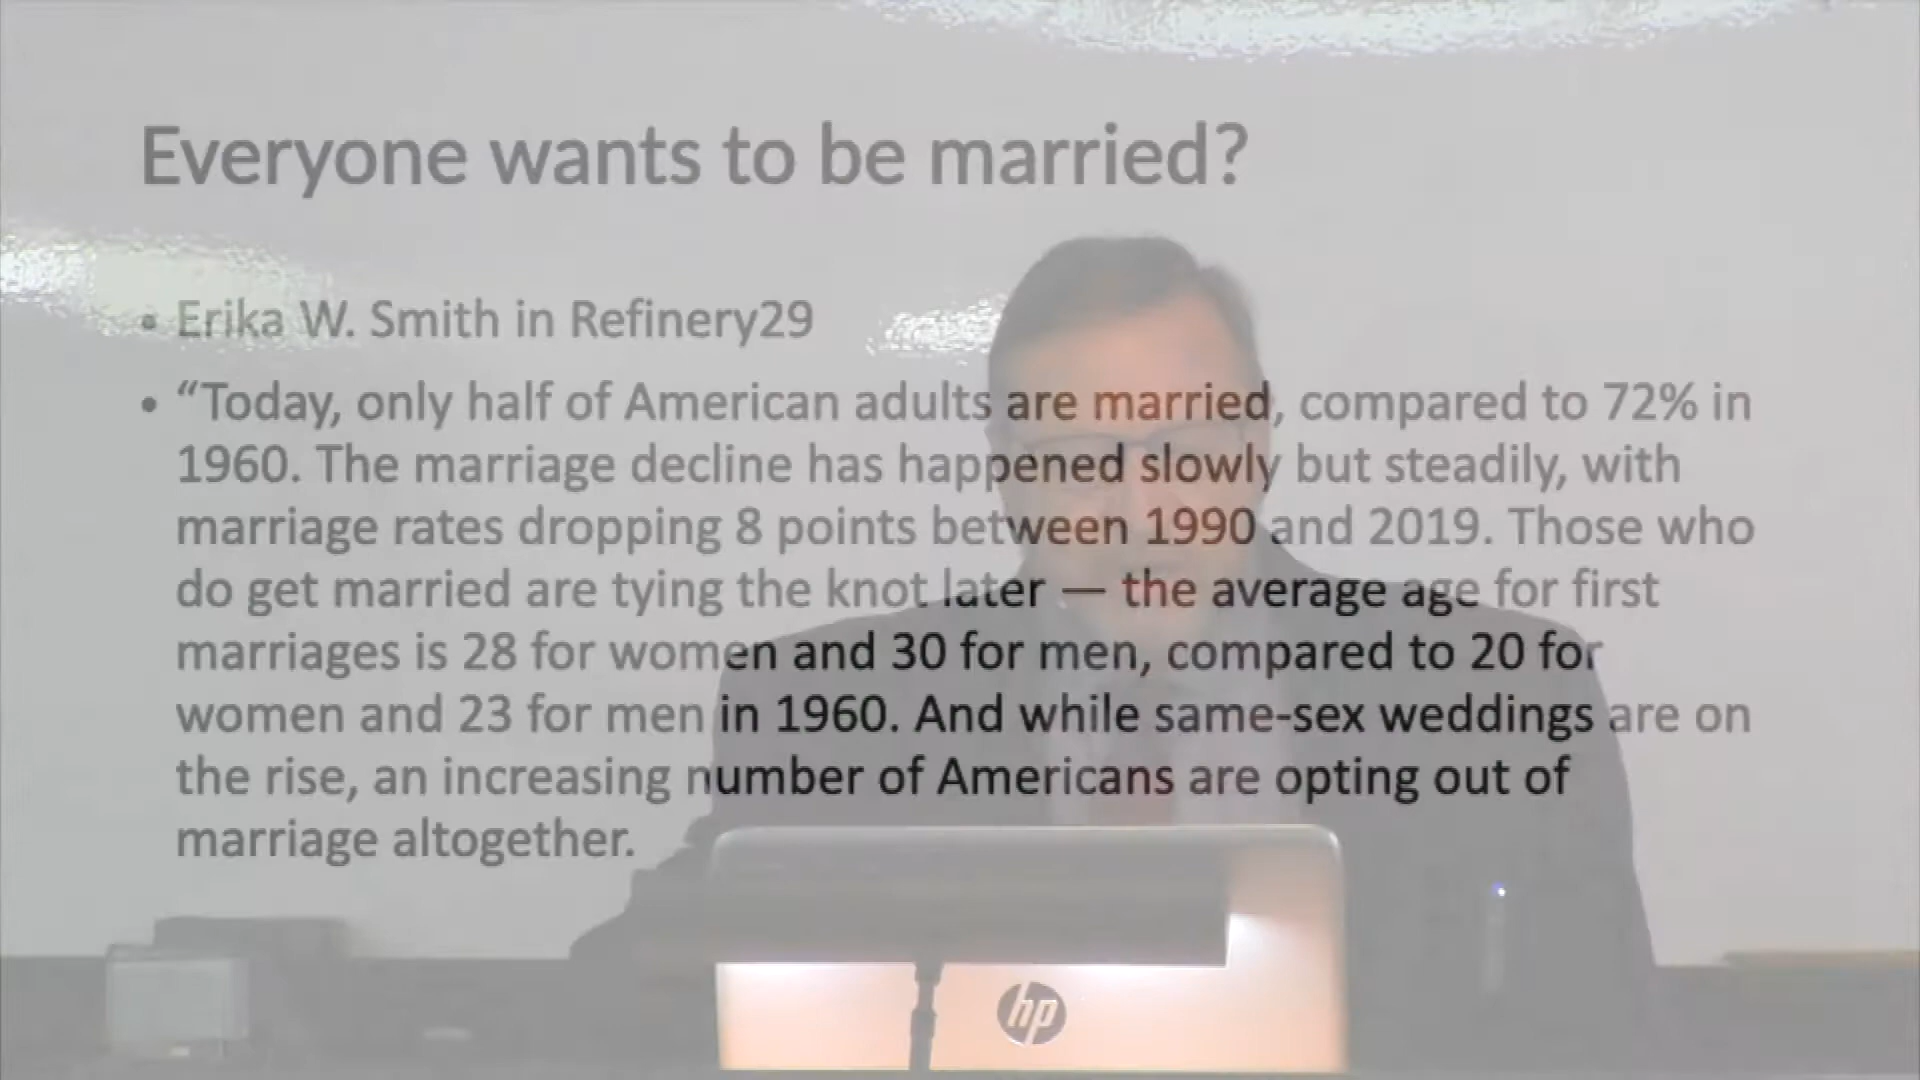 Everyone wants to be married?
• Erika W. Smith in Refinery29
• “Today, only half of American adults are married, compared to 72% in
1960. The marriage decline has happened slowly but steadily, with
marriage rates dropping 8 points between 1990 and 2019. Those who
do get married are tying the knot later — the average age for first
marriages is 28 for women and 30 for men, compared to 20 for
women and 23 for men in 1960. And while same-sex weddings are on
the rise, an increasing number of Americans are opting out of
marriage altogether.
hp